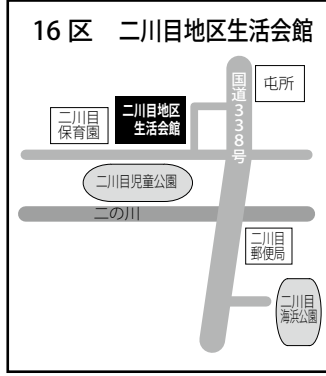 16区　二川目地区生活会館
屯所
国道338号
二川目地区
生活会館
二川目
保育園
二川目児童公園
二の川
二川目
郵便局
二川目
海浜公園